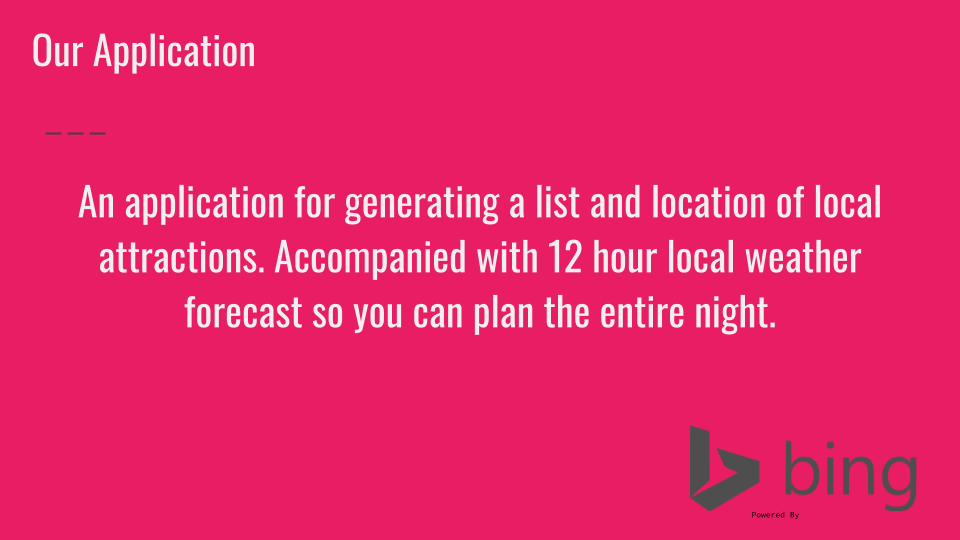 Our Application
An application for generating a list and location of local
attractions. Accompanied with 12 hour local weather
forecast so you can plan the entire night.
bing
Powered By